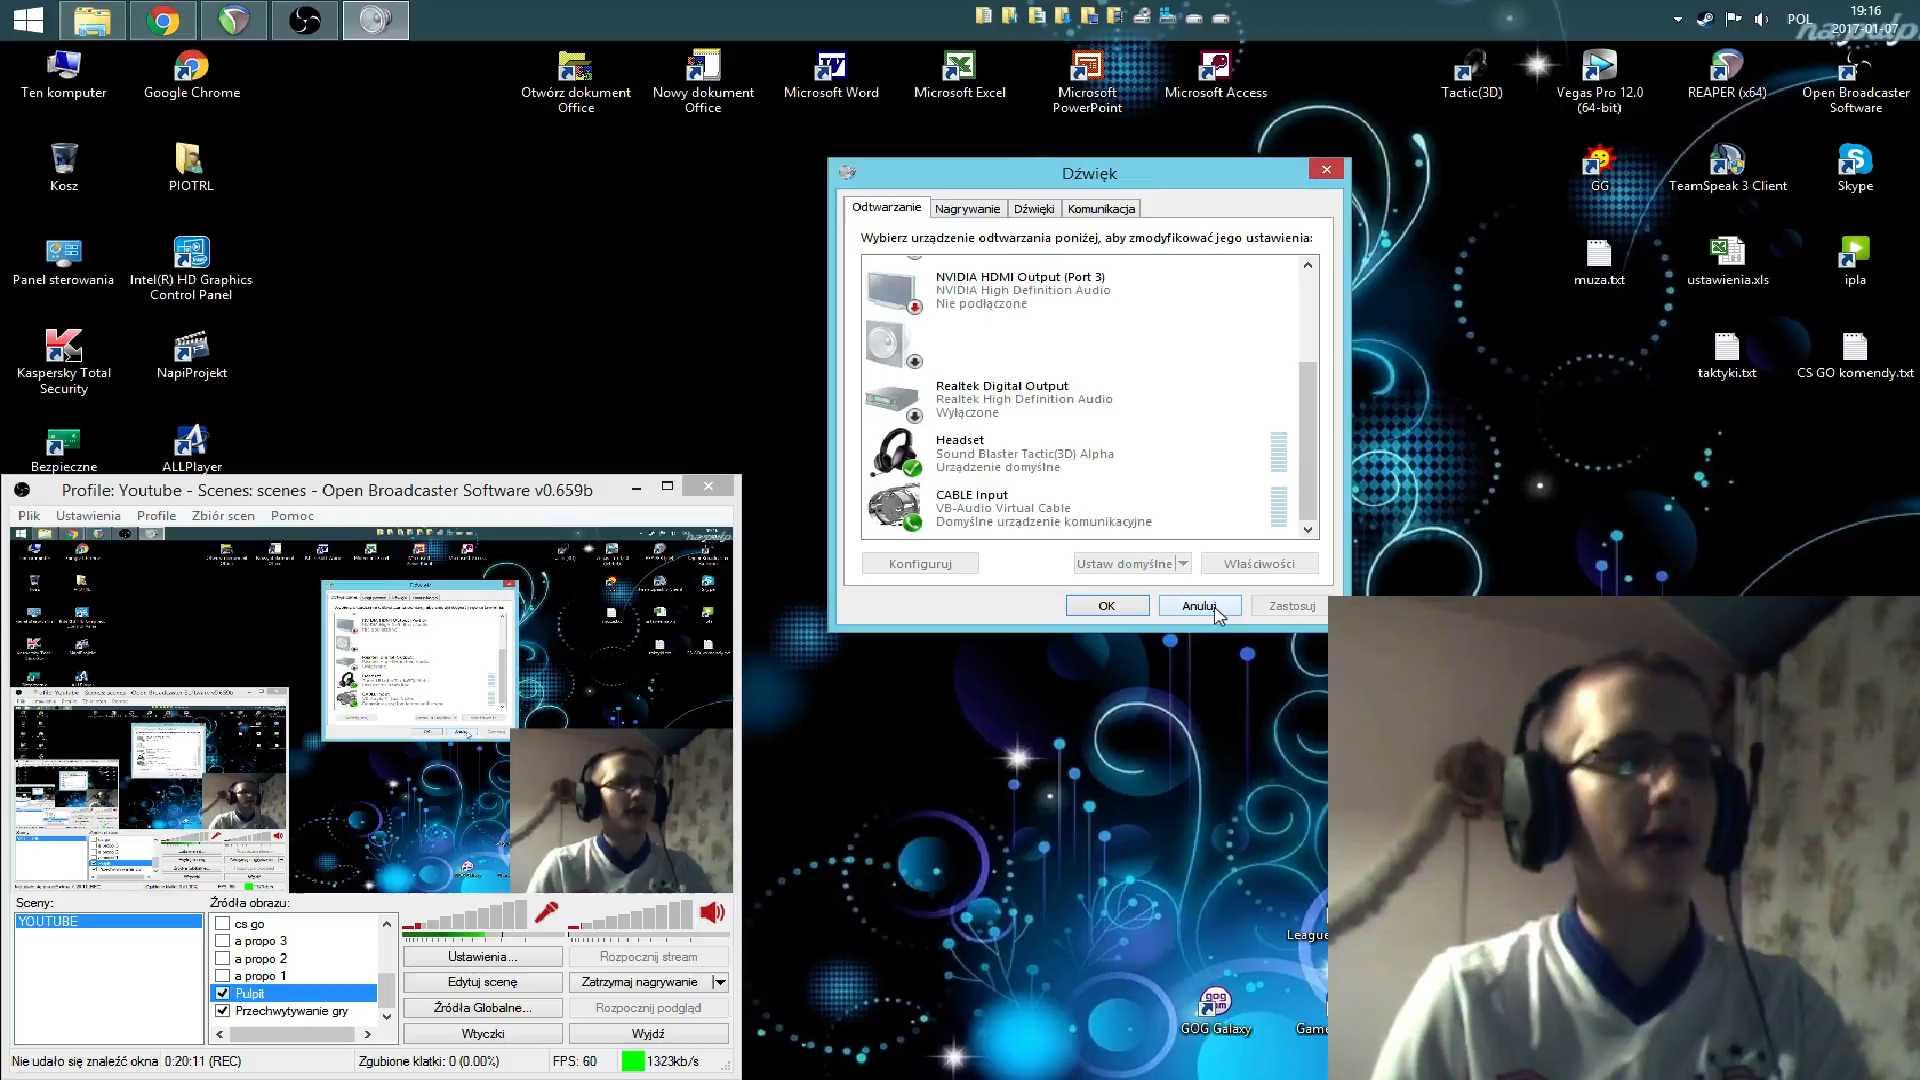 19:16
POL
2017-01-07
Ten komputer
Google Chrome
Otwórz dokument
Office
Nowy dokument
Office
Microsoft Word
Microsoft Excel
Microsoft
PowerPoint
Microsoft Access
Tactic(3D)
Vegas Pro 12.0
(64-bit)
REAPER (x64)
Open Broadcaster
Software
Kosz
PIOTRL
GG
TeamSpeak 3 Client
Skype
Panel sterowania
Intel(R) HD Graphics
Control Panel
muza.txt
ustawienia.xls
ipla
Kaspersky Total
Security
NapiProjekt
taktyki.txt
CS GO komendy.txt
Bezpieczne
ALLPlayer
Dźwięk
Odtwarzanie
Nagrywanie
Dźwięki
Komunikacja
Wybierz urządzenie odtwarzania poniżej, aby zmodyfikować jego ustawienia:
NVIDIA HDMI Output (Port 3)
NVIDIA High Definition Audio
Nie podłączone
Realtek Digital Output
Realtek High Definition Audio
Wyłączone
Headset
Sound Blaster Tactic(3D) Alpha
Urządzenie domyślne
CABLE Input
VB-Audio Virtual Cable
Domyślne urządzenie komunikacyjne
Konfiguruj
Ustaw domyślne
Właściwości
OK
Anuluj
Zastosuj
Profile: Youtube - Scenes: scenes - Open Broadcaster Software v0.659b
Plik
Ustawienia
Profile
Zbiór scen
Pomoc
Sceny:
Źródła obrazu:
YOUTUBE
cs go
a propo 3
a propo 2
a propo 1
Pulpit
Przechwytywanie gry
Ustawienia...
Rozpocznij stream
Edytuj scenę
Zatrzymaj nagrywanie
Źródła Globalne...
Rozpocznij podgląd
Wtyczki
Wyjdź
Nie udało się znaleźć okna
0:20:11 (REC)
Zgubione klatki: 0 (0.00%)
FPS: 60
1323kb/s
League
GOG Galaxy
Game